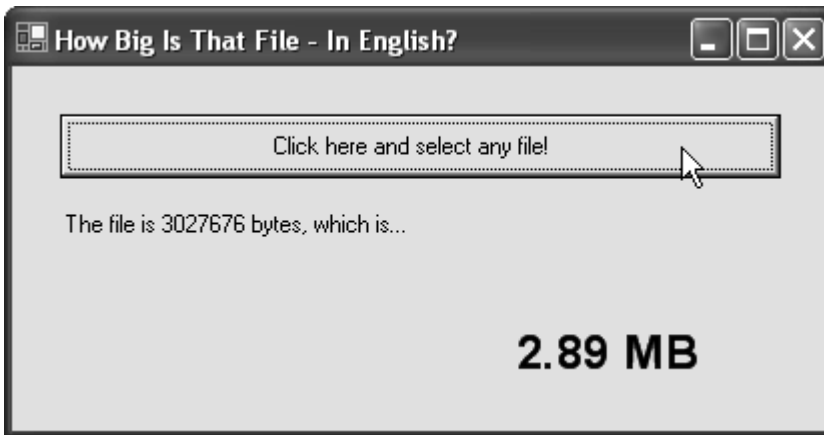 How Big Is That File - In English?
Click here and select any file!
The file is 3027676 bytes, which is...
2.89 MB